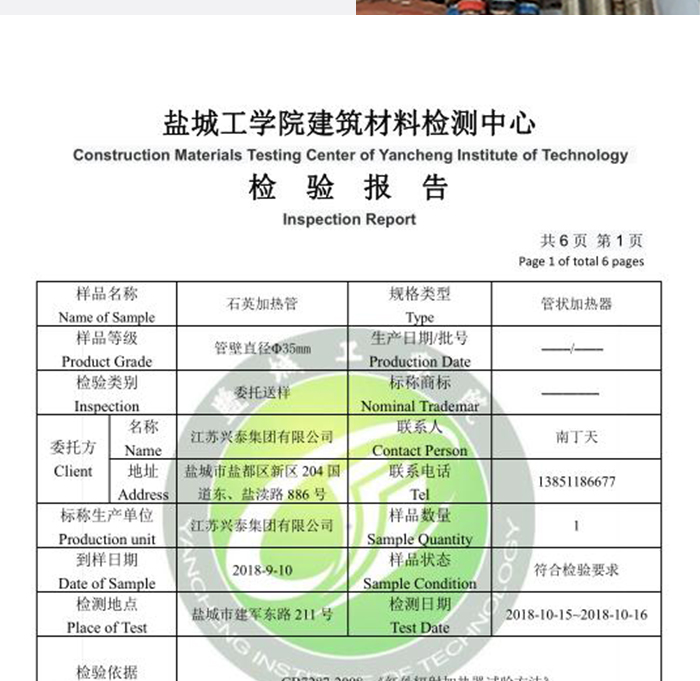 盐城工学院建筑材料检测中心
Construction Materials Testing Center of Yancheng Institute of Technology
检 验 报 告
Inspection Report
共 6 页 第 1 页
Page 1 of total 6 pages
样品名称
Name of Sample
石英加热管
规格类型
Type
管状加热器
样品等级
Product Grade
管壁直径Φ35mm
生产日期/批号
Production Date
——/——
检验类别
Inspection
委托送样
标称商标
Nominal Trademar
————
委托方
Client
名称
Name
江苏兴泰集团有限公司
联系人
Contact Person
南丁天
地址
Address
盐城市盐都区新区 204 国
道东、盐渎路 886 号
联系电话
Tel
13851186677
标称生产单位
Production unit
江苏兴泰集团有限公司
样品数量
Sample Quantity
1
到样日期
Date of Sample
2018-9-10
样品状态
Sample Condition
符合检验要求
检测地点
Place of Test
盐城市建军东路 211 号
检测日期
Test Date
2018-10-15~2018-10-16
检验依据
盐城工学院
YANCHENG INSTITUTE OF TECHNOLOGY